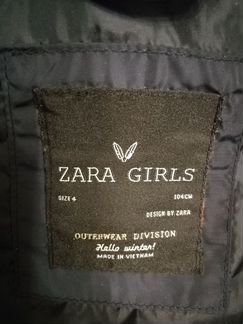 ZARA GIRLS
SIZE 4 104CM
DESIGN BY ZARA
OUTERWEAR DIVISION
Hello winter!
MADE IN VIETNAM